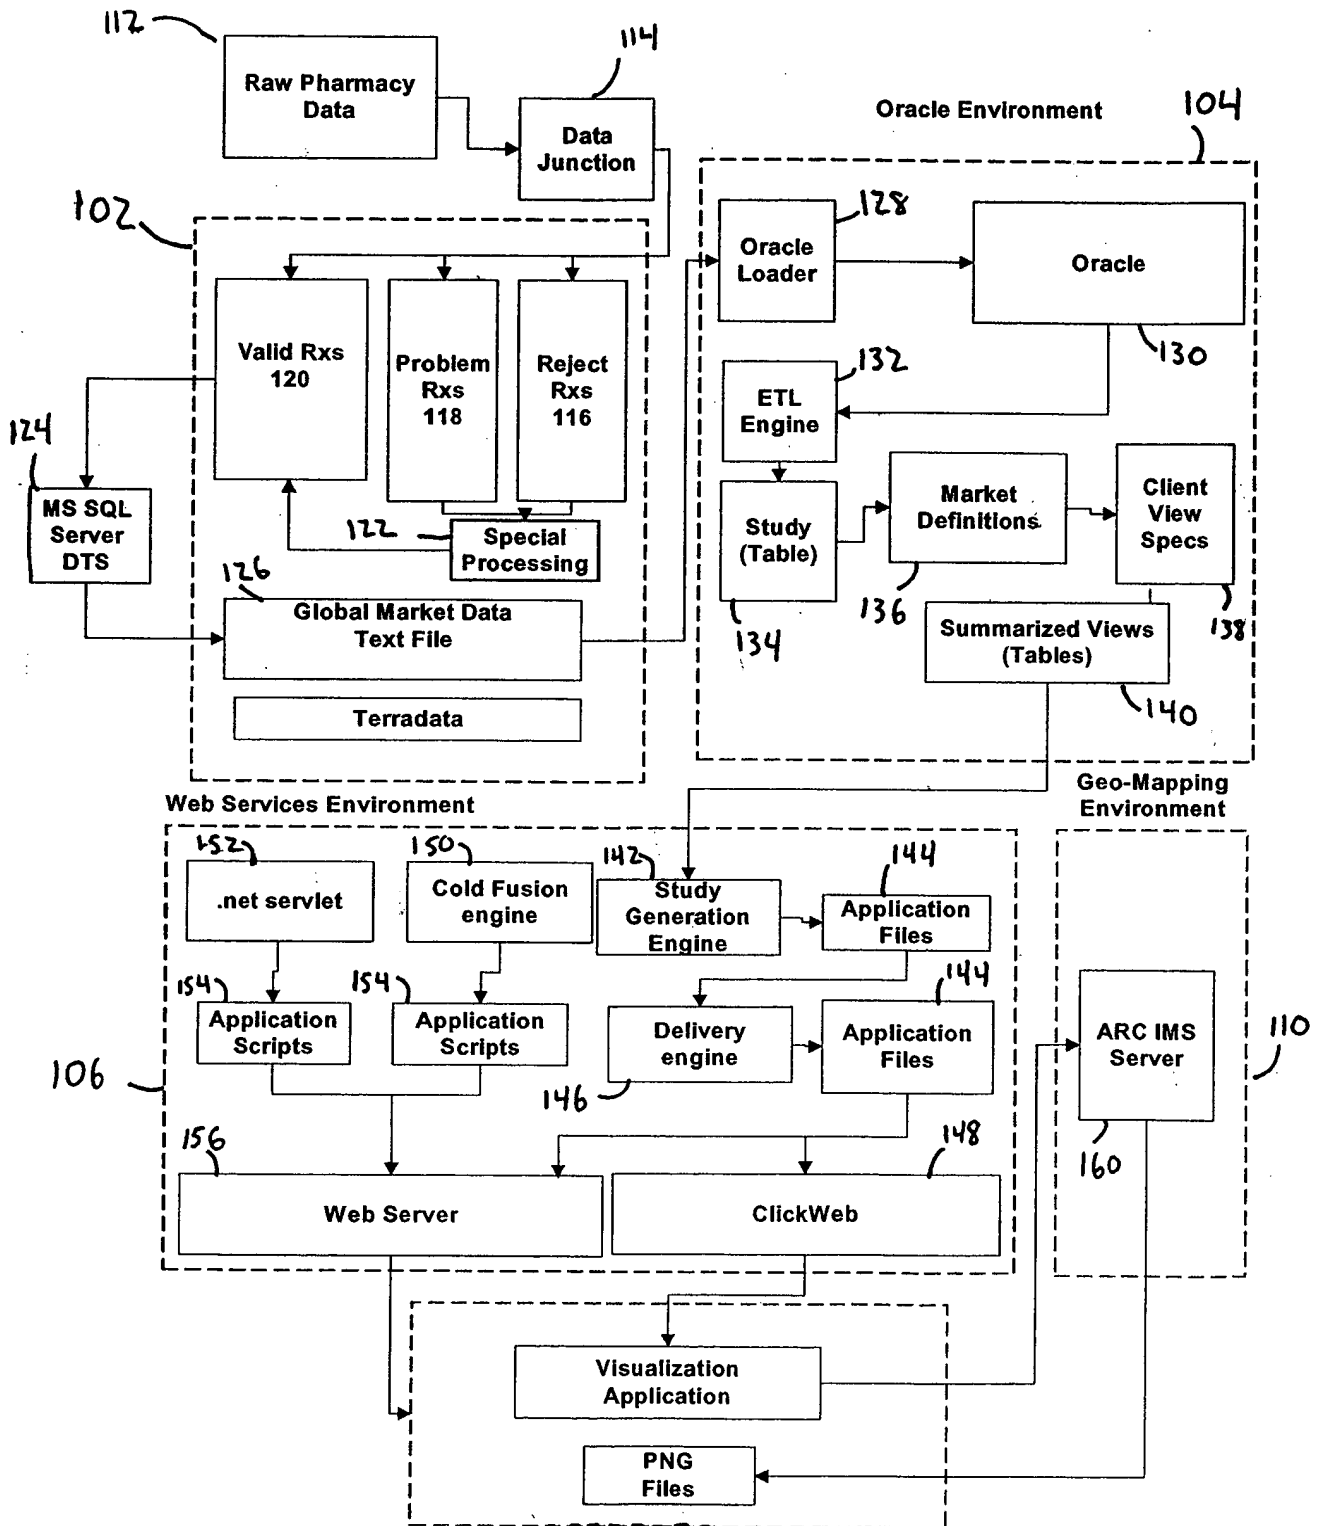 112
Raw Pharmacy
Data
114
Data
Junction
Oracle Environment
104
102
Valid Rxs
120
Problem
Rxs
118
Reject
Rxs
116
124
MS SQL
Server
DTS
122
Special
Processing
126
Global Market Data
Text File
Terradata
128
Oracle
Loader
Oracle
130
132
ETL
Engine
Study
(Table)
134
Market
Definitions
136
Client
View
Specs
138
Summarized Views
(Tables)
140
Web Services Environment
Geo-Mapping
Environment
152
.net servlet
150
Cold Fusion
engine
142
Study
Generation
Engine
144
Application
Files
154
Application
Scripts
154
Application
Scripts
Delivery
engine
146
144
Application
Files
106
ARC IMS
Server
110
160
156
Web Server
148
ClickWeb
Visualization
Application
PNG
Files